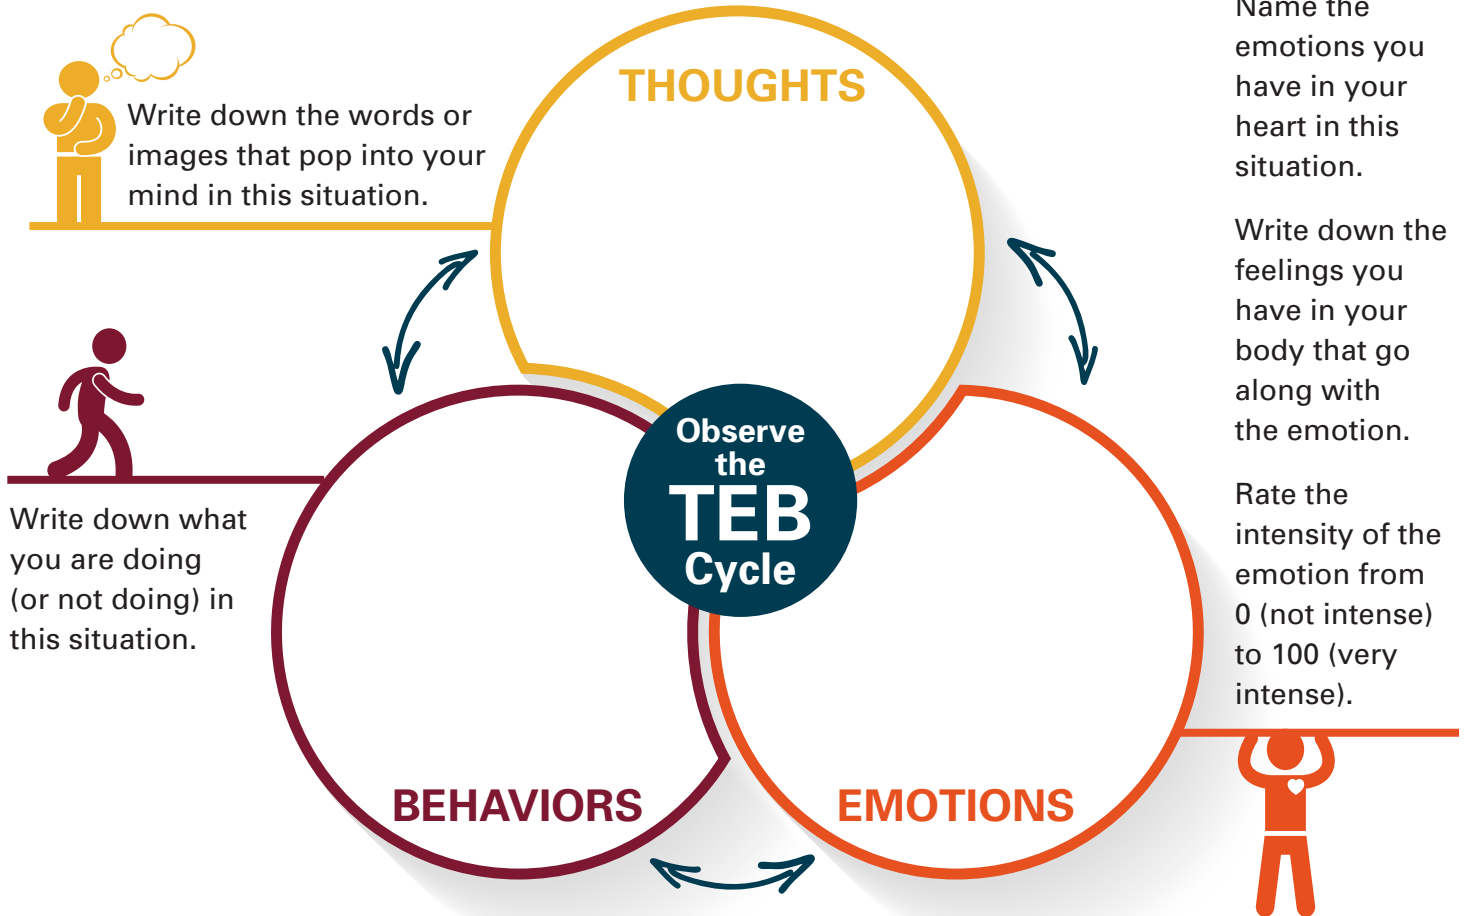 THOUGHTS
Write down the words or
images that pop into your
mind in this situation.
Name the
emotions you
have in your
heart in this
situation.
Write down the
feelings you
have in your
body that go
along with
the emotion.
Rate the
intensity of the
emotion from
0 (not intense)
to 100 (very
intense).
Observe
the
TEB
Cycle
Write down what
you are doing
(or not doing) in
this situation.
BEHAVIORS
EMOTIONS